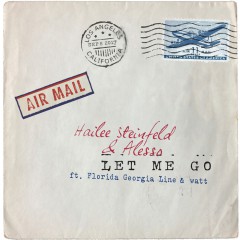 LOS ANGELES
CALIFORNIA
AIR MAIL
Hailee Steinfeld
& Alesso
LET ME GO
ft. Florida Georgia Line & watt